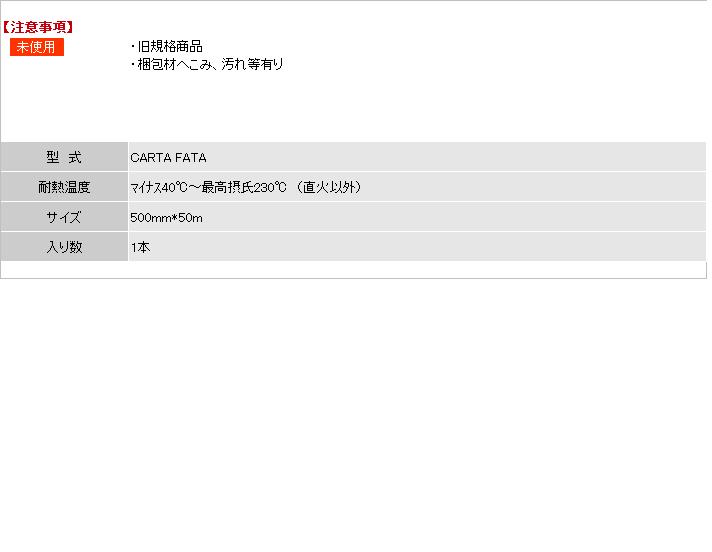 【注意事項】
未使用 ・旧規格商品
・梱包材へこみ、汚れ等有り
型 式 CARTA FATA
耐熱温度 ﾏｲﾅｽ40℃～最高摂氏230℃ （直火以外）
サイズ 500mm*50m
入り数 1本